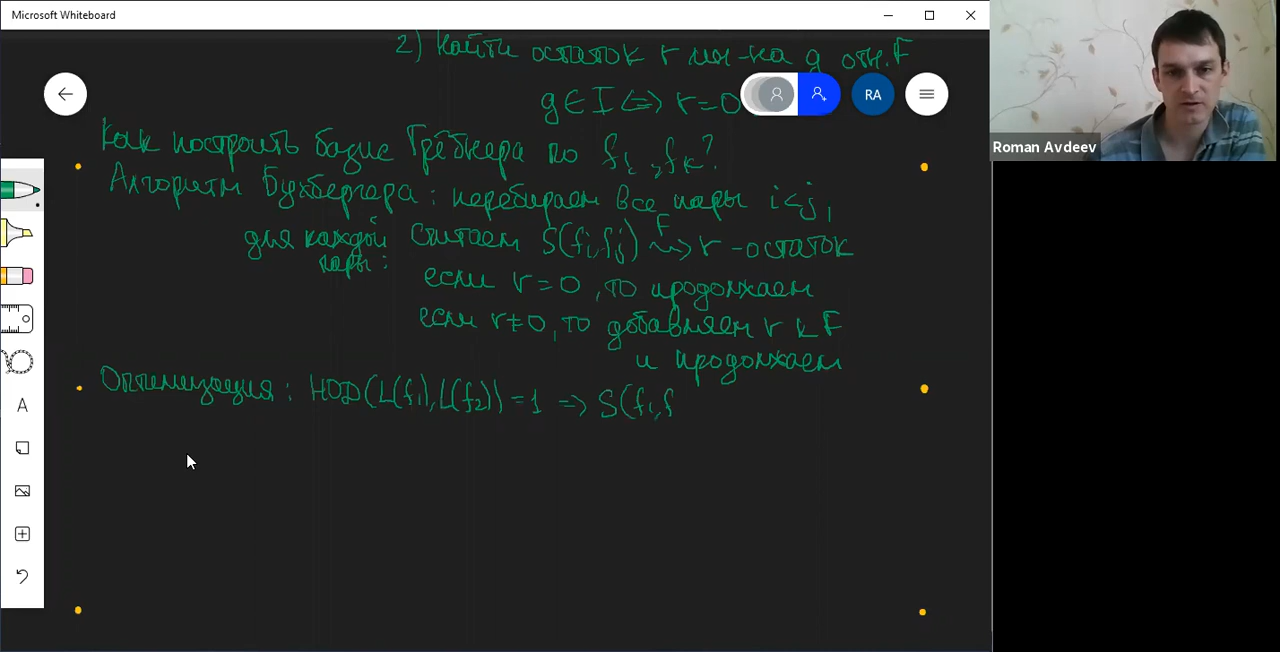 Microsoft Whiteboard
2) Найти остаток r мн-на g отн. F
g ∈ I <=> r = 0
RA
Roman Avdeev
Как построить базис Грёбнера по f1, , fk?
Алгоритм Бухбергера: перебираем все пары i<j,
для каждой пары: считаем S(fi, fj) F⇝ r - остаток
если r = 0, то продолжаем
если r ≠ 0, то добавляем r к F
и продолжаем
Оптимизация: НОД(L(f1), L(f2)) = 1 => S(f1, f
A